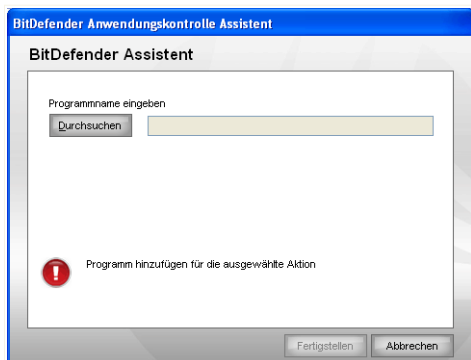 BitDefender Anwendungskontrolle Assistent
BitDefender Assistent
Programmname eingeben
Durchsuchen
Programm hinzufügen für die ausgewählte Aktion
Fertigstellen Abbrechen